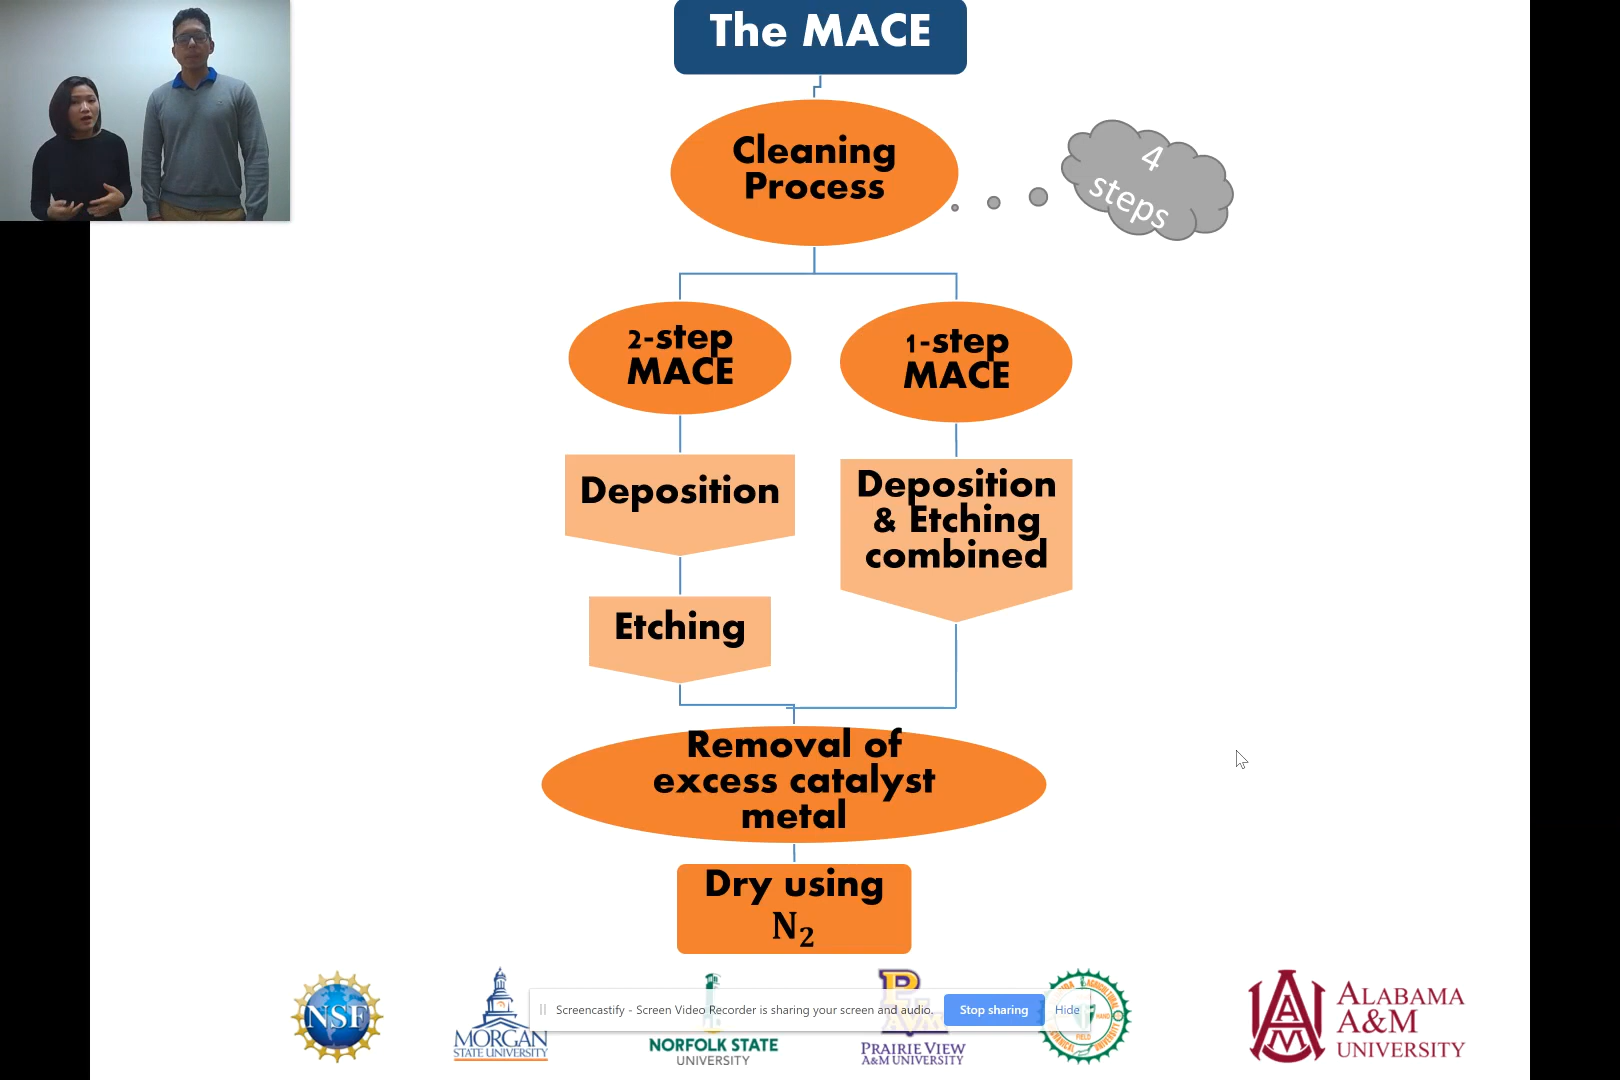 The MACE
Cleaning
Process
4
steps
2-step
MACE
1-step
MACE
Deposition
Deposition
& Etching
combined
Etching
Removal of
excess catalyst
metal
Dry using
N₂
NSF
MORGAN
STATE UNIVERSITY
NORFOLK STATE
UNIVERSITY
PRAIRIE VIEW
A&M UNIVERSITY
ALABAMA
A&M
UNIVERSITY
Screencastify - Screen Video Recorder is sharing your screen and audio.
Stop sharing
Hide